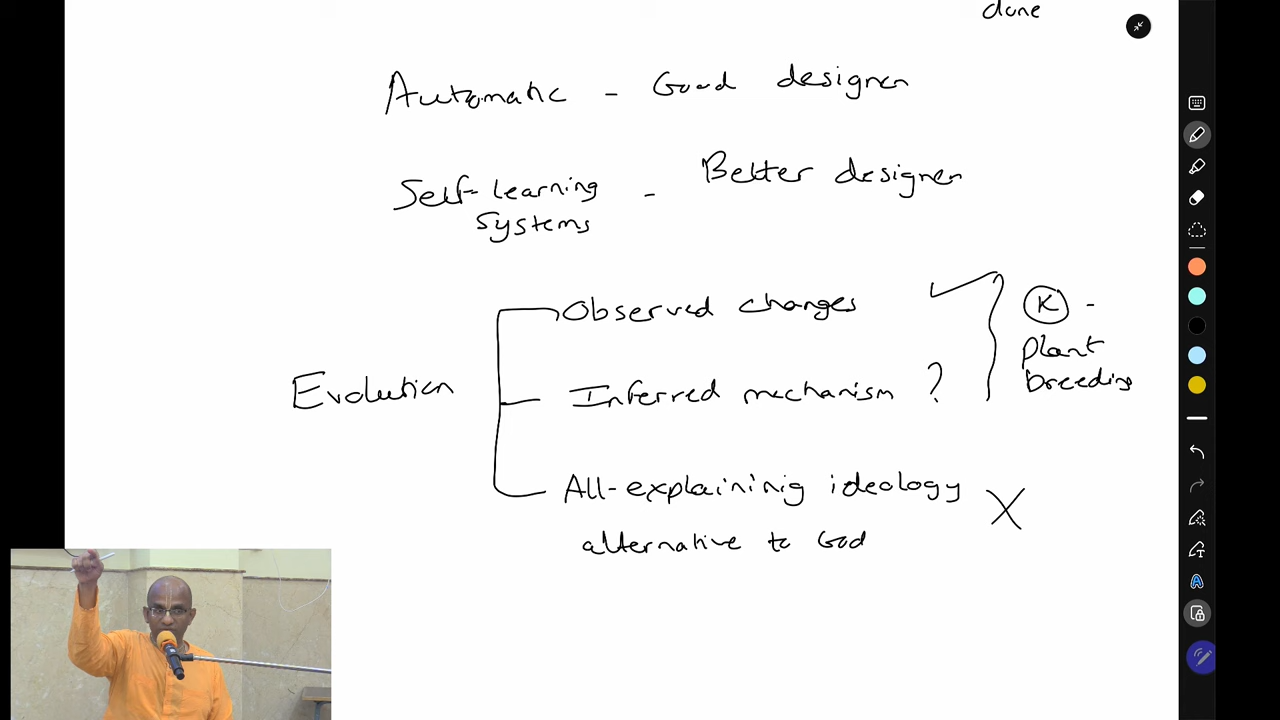 done
Automatic - Good designer
Self-learning systems - Better designer
Observed changes ✓
K - plant breeding
Evolution
Inferred mechanism ?
All-explaininig ideology X
alternative to God